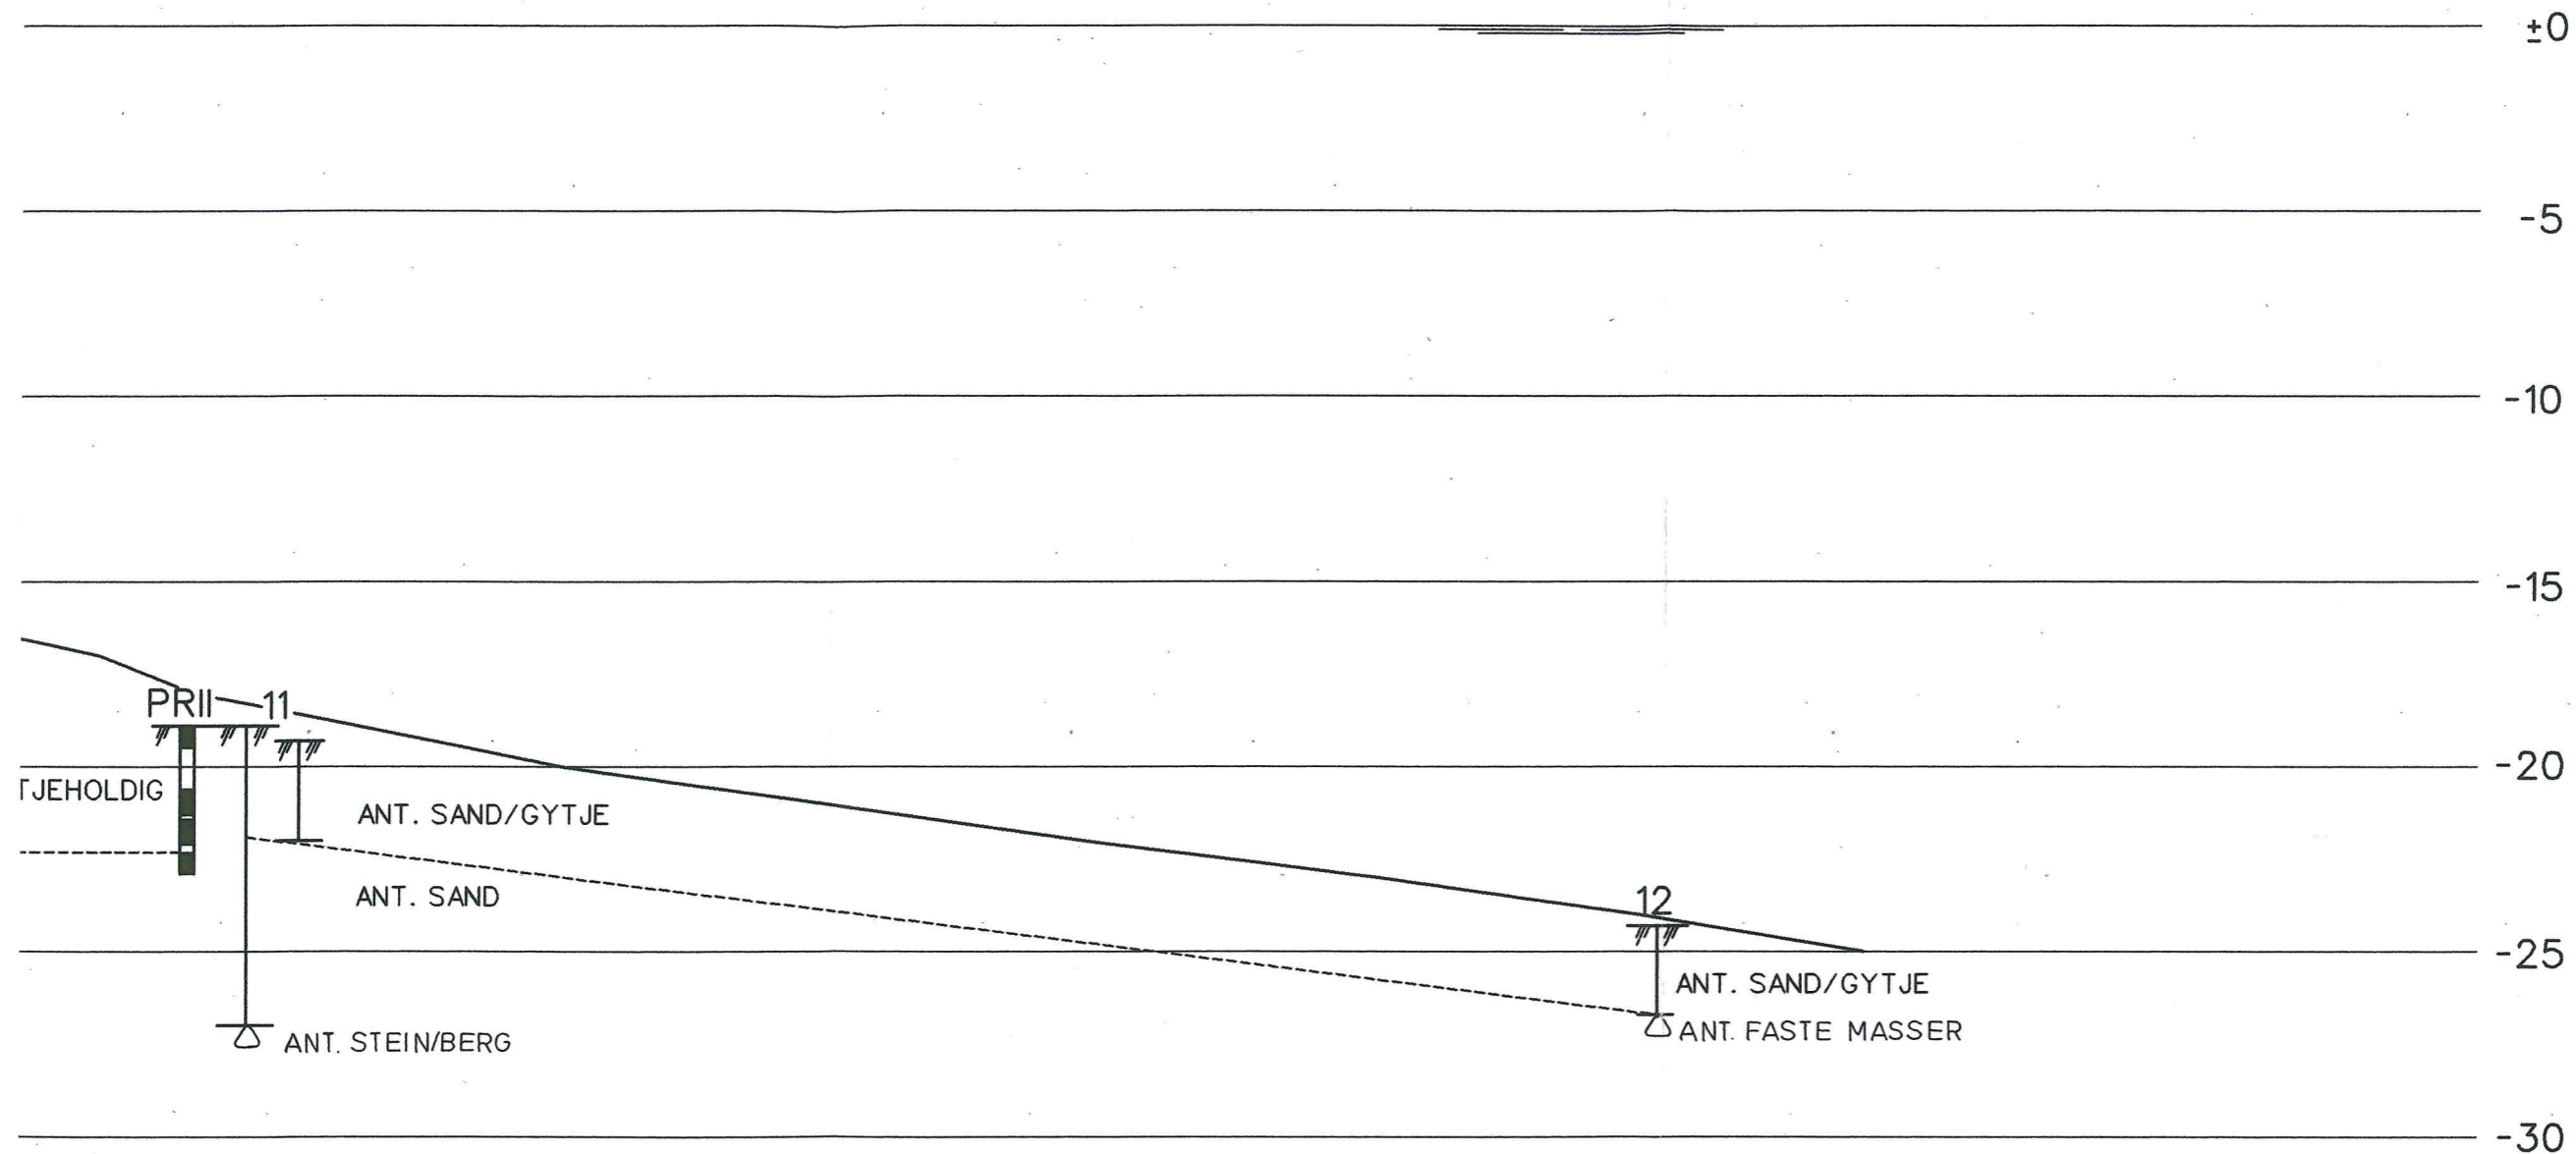 ±0
-5
-10
-15
PRII 11
-20
TJEHOLDIG
ANT. SAND/GYTJE
ANT. SAND
12
-25
ANT. SAND/GYTJE
ANT. FASTE MASSER
ANT. STEIN/BERG
-30